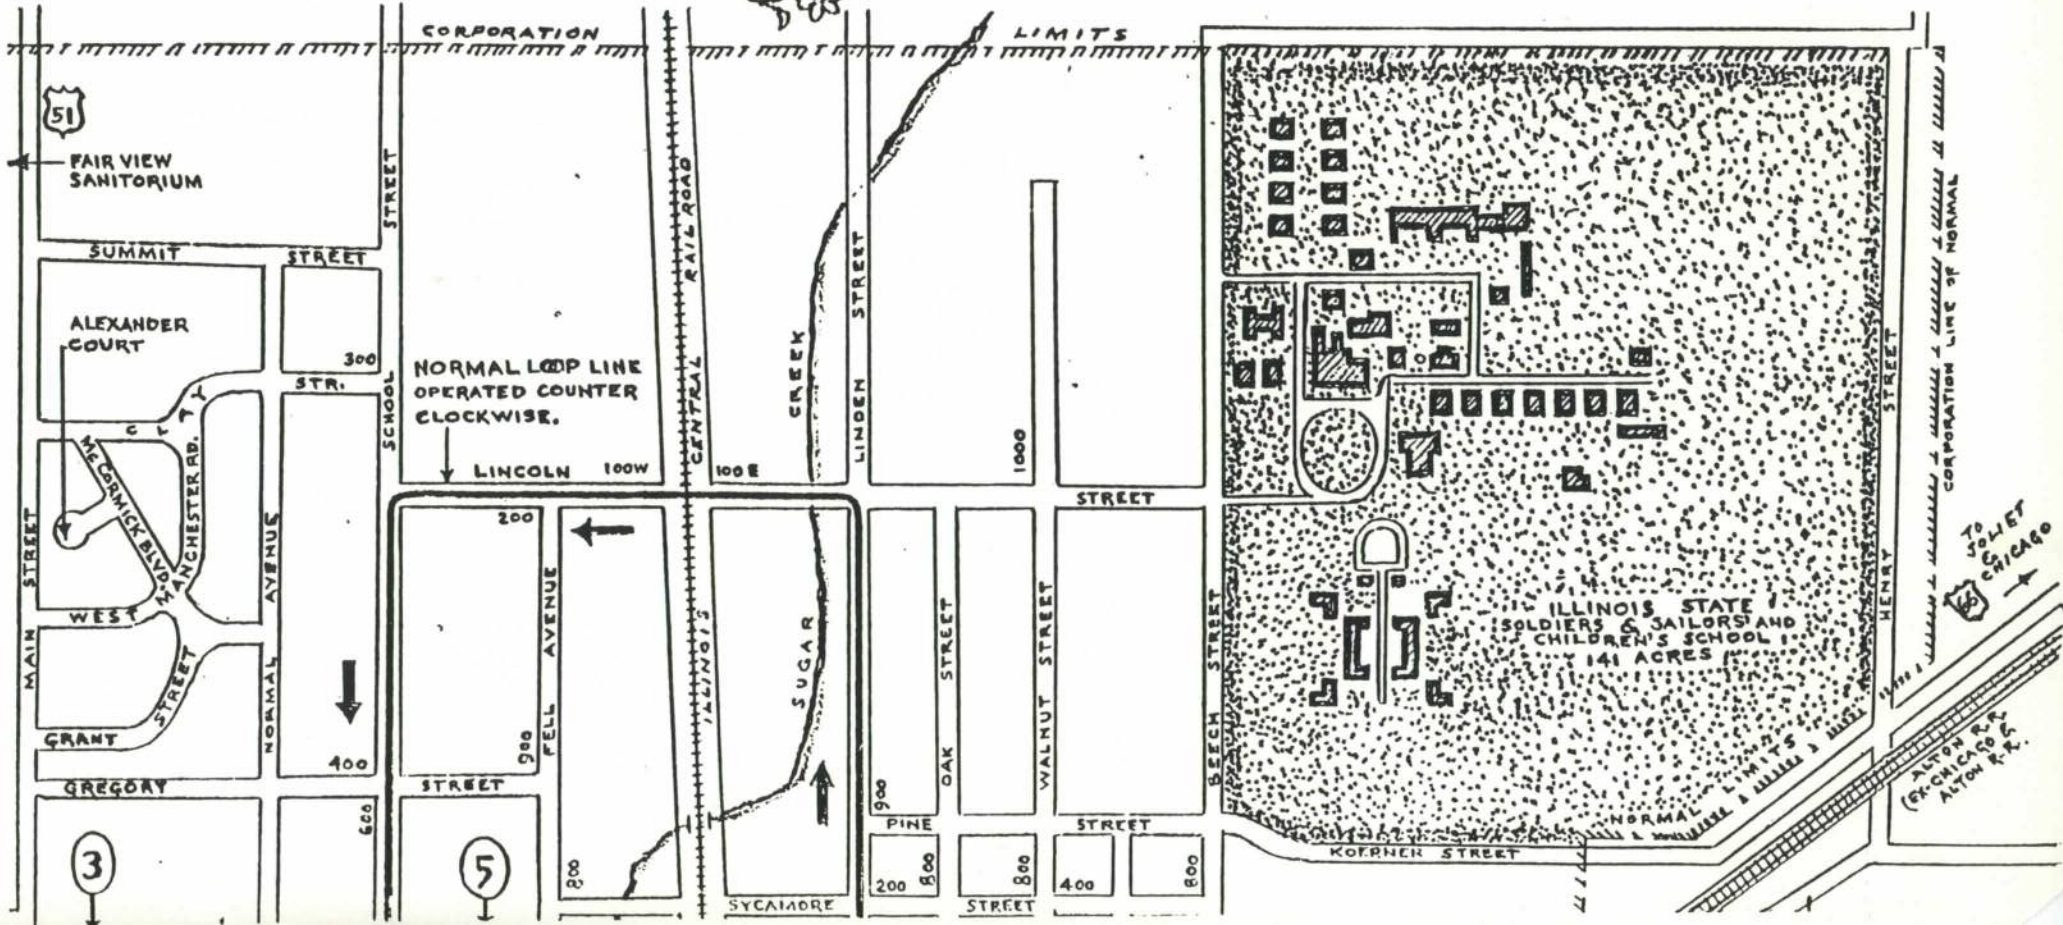 CORPORATION
LIMITS
51
FAIR VIEW
SANITORIUM
STREET
SUMMIT
STREET
ALEXANDER
COURT
300
STR.
SCHOOL
NORMAL LOOP LINE
OPERATED COUNTER
CLOCKWISE.
RAIL ROAD
CENTRAL
ILLINOIS
CREEK
SUGAR
STREET
LINDEN
1000
C I T Y
McCORMICK BLVD.
MANCHESTER RD.
MAIN STREET
NORMAL AVENUE
WEST
STREET
GRANT
GREGORY
400
600
STREET
LINCOLN
100W
100 E
STREET
200
FELL AVENUE
900
800
OAK STREET
WALNUT STREET
BEECH STREET
900
PINE
STREET
200
800
800
400
800
SYCAMORE
STREET
3
5
ILLINOIS STATE
SOLDIERS & SAILORS AND
CHILDREN'S SCHOOL
141 ACRES
HENRY STREET
CORPORATION LINE OF NORMAL
TO
JOLIET
&
CHICAGO
66
NORMAL LIMITS
KOERNER STREET
ALTON R.R.
(EX-CHICAGO &
ALTON R.R.